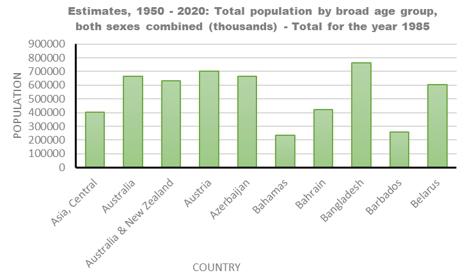 Estimates, 1950 - 2020: Total population by broad age group,
both sexes combined (thousands) - Total for the year 1985
POPULATION
900000
800000
700000
600000
500000
400000
300000
200000
100000
0
Asia, Central
Australia
Australia & New Zealand
Austria
Azerbaijan
Bahamas
Bahrain
Bangladesh
Barbados
Belarus
COUNTRY